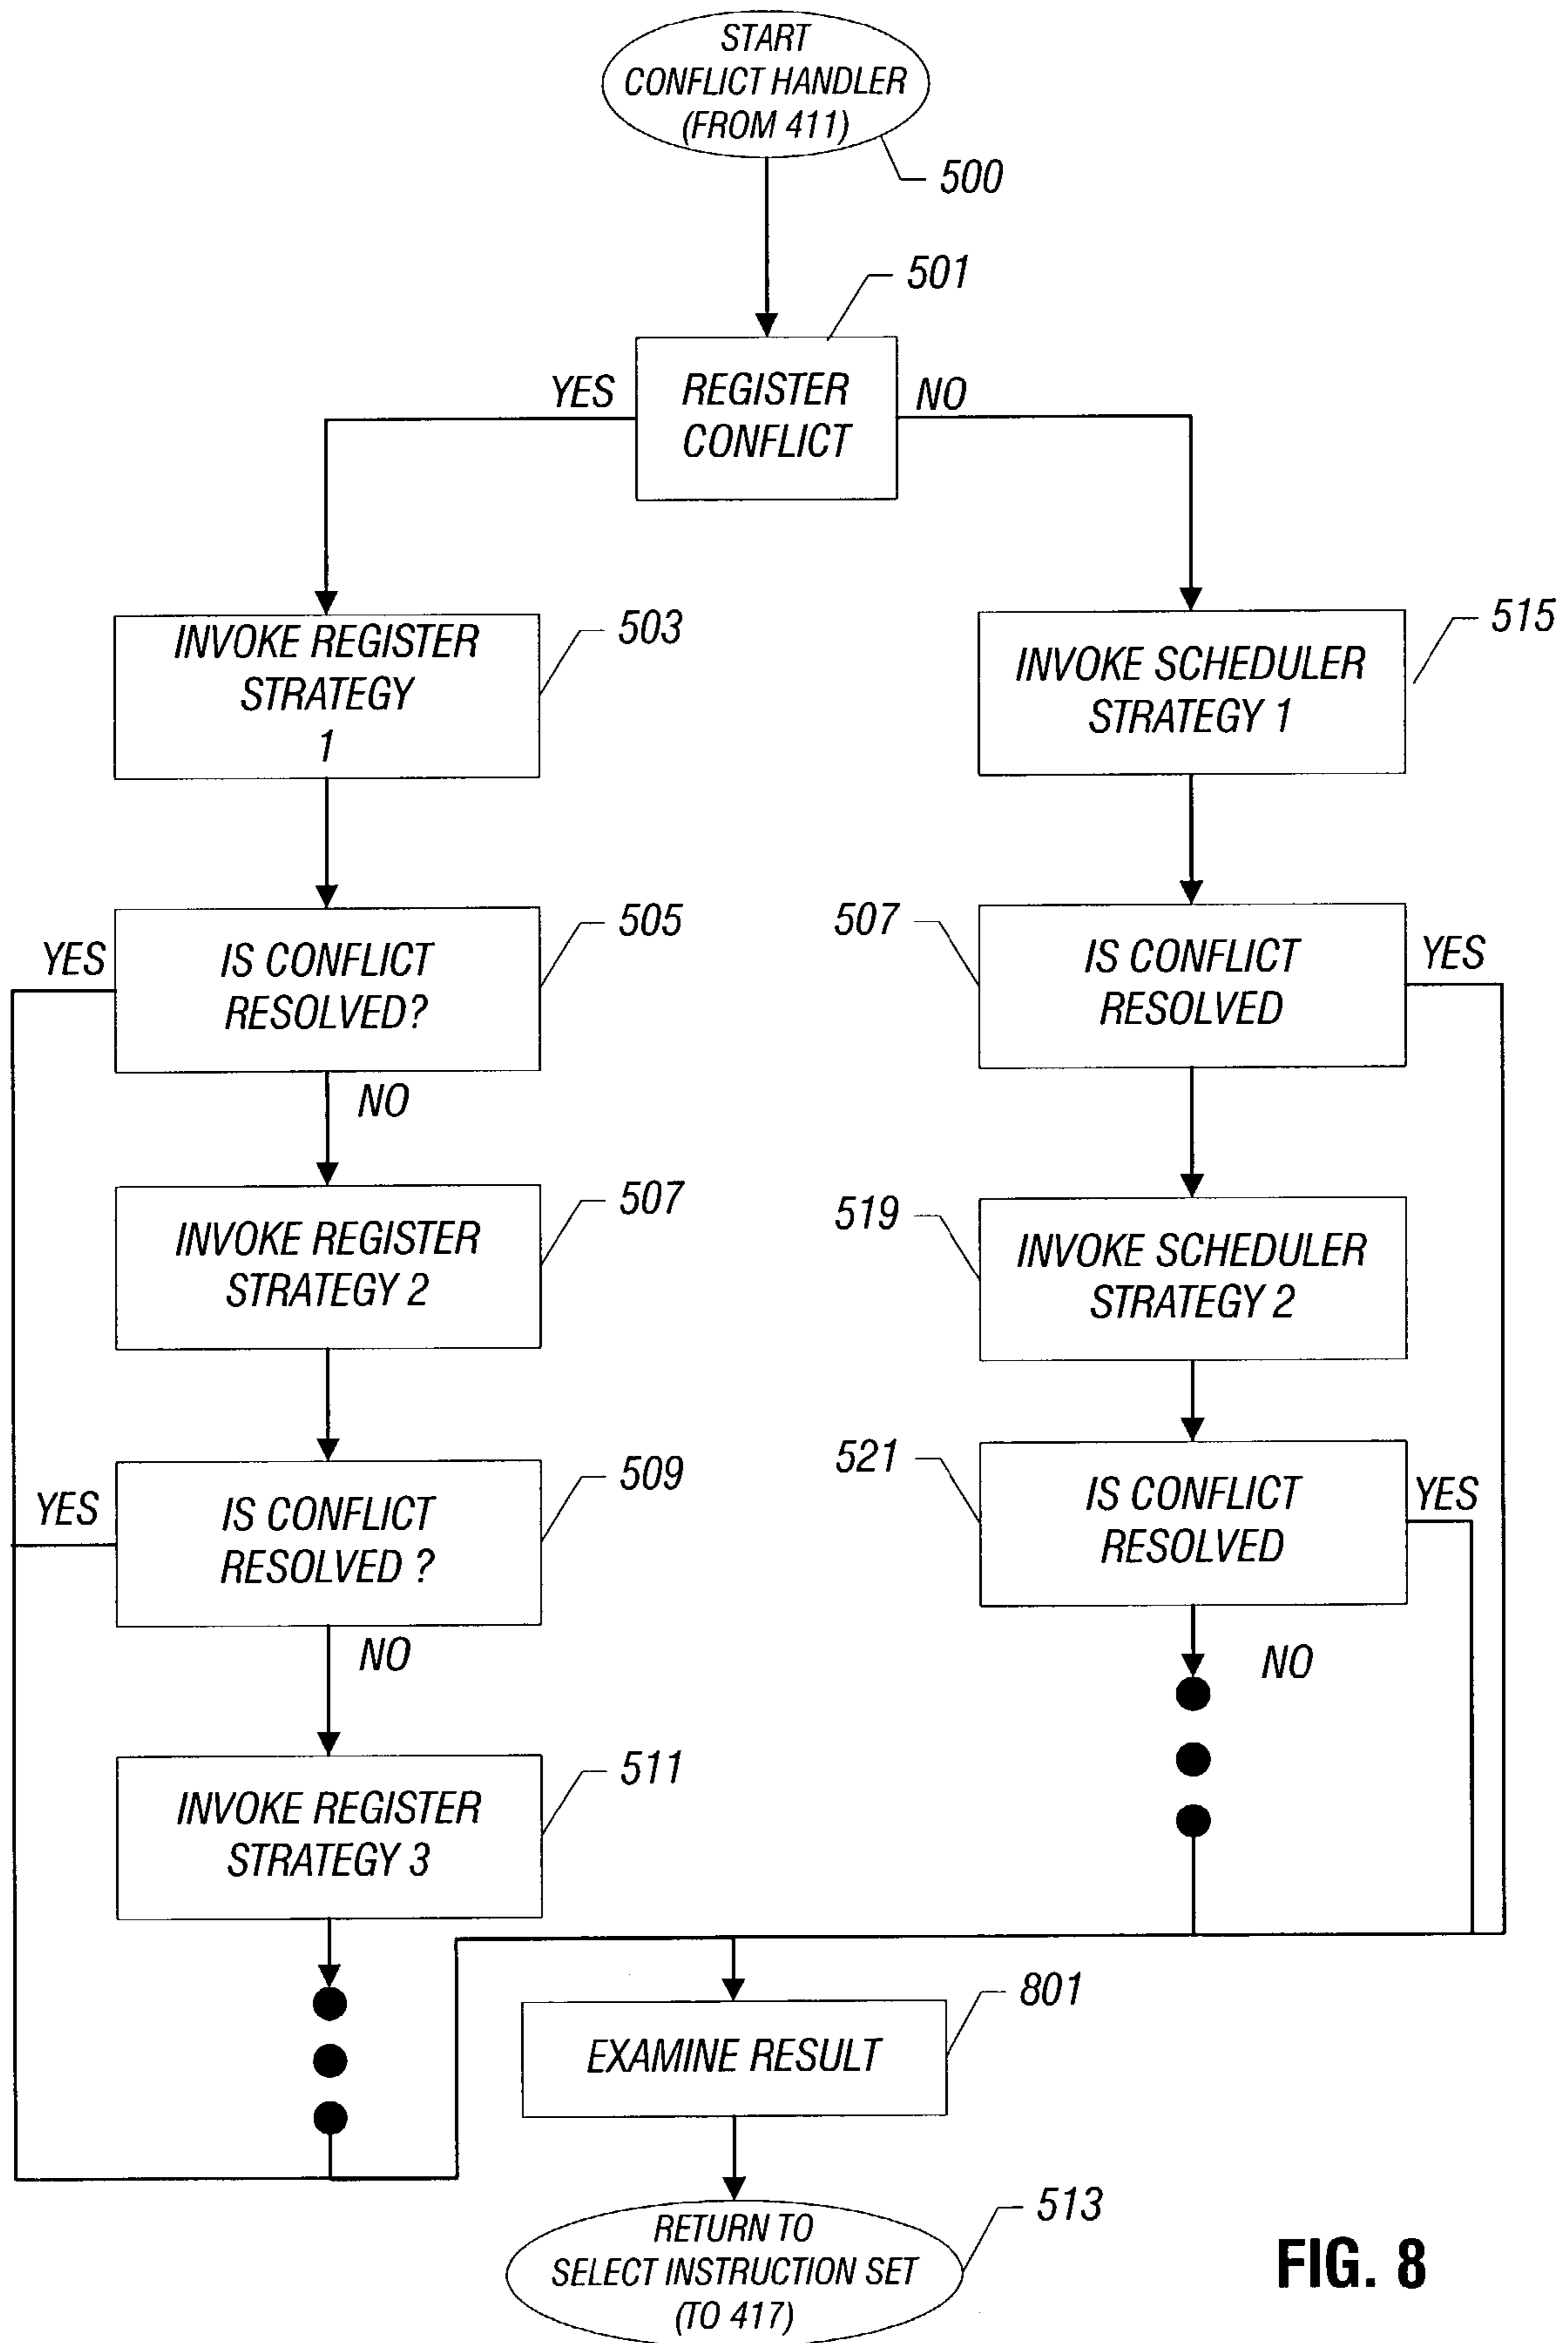 START
CONFLICT HANDLER
(FROM 411)
500
501
YES
REGISTER
CONFLICT
NO
INVOKE REGISTER
STRATEGY
1
503
INVOKE SCHEDULER
STRATEGY 1
515
YES
IS CONFLICT
RESOLVED?
505
NO
507
IS CONFLICT
RESOLVED
YES
INVOKE REGISTER
STRATEGY 2
507
519
INVOKE SCHEDULER
STRATEGY 2
YES
IS CONFLICT
RESOLVED ?
509
NO
521
IS CONFLICT
RESOLVED
YES
NO
INVOKE REGISTER
STRATEGY 3
511
EXAMINE RESULT
801
RETURN TO
SELECT INSTRUCTION SET
(TO 417)
513
FIG. 8